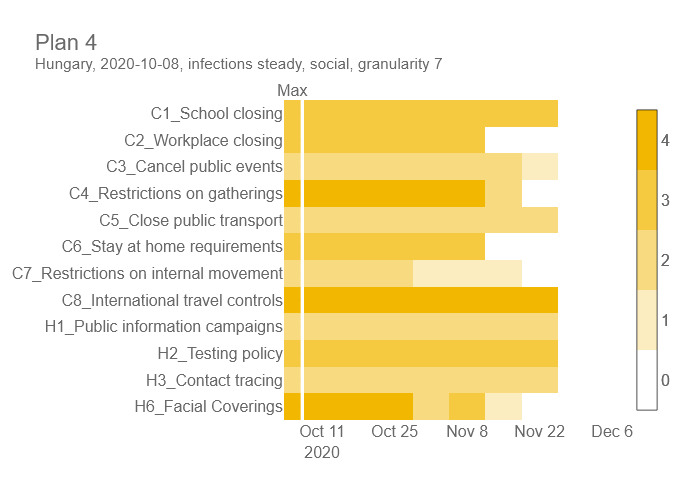 Plan 4
Hungary, 2020-10-08, infections steady, social, granularity 7
Max
C1_School closing
C2_Workplace closing
C3_Cancel public events
C4_Restrictions on gatherings
C5_Close public transport
C6_Stay at home requirements
C7_Restrictions on internal movement
C8_International travel controls
H1_Public information campaigns
H2_Testing policy
H3_Contact tracing
H6_Facial Coverings
Oct 11 Oct 25 Nov 8 Nov 22 Dec 6
2020
4
3
2
1
0